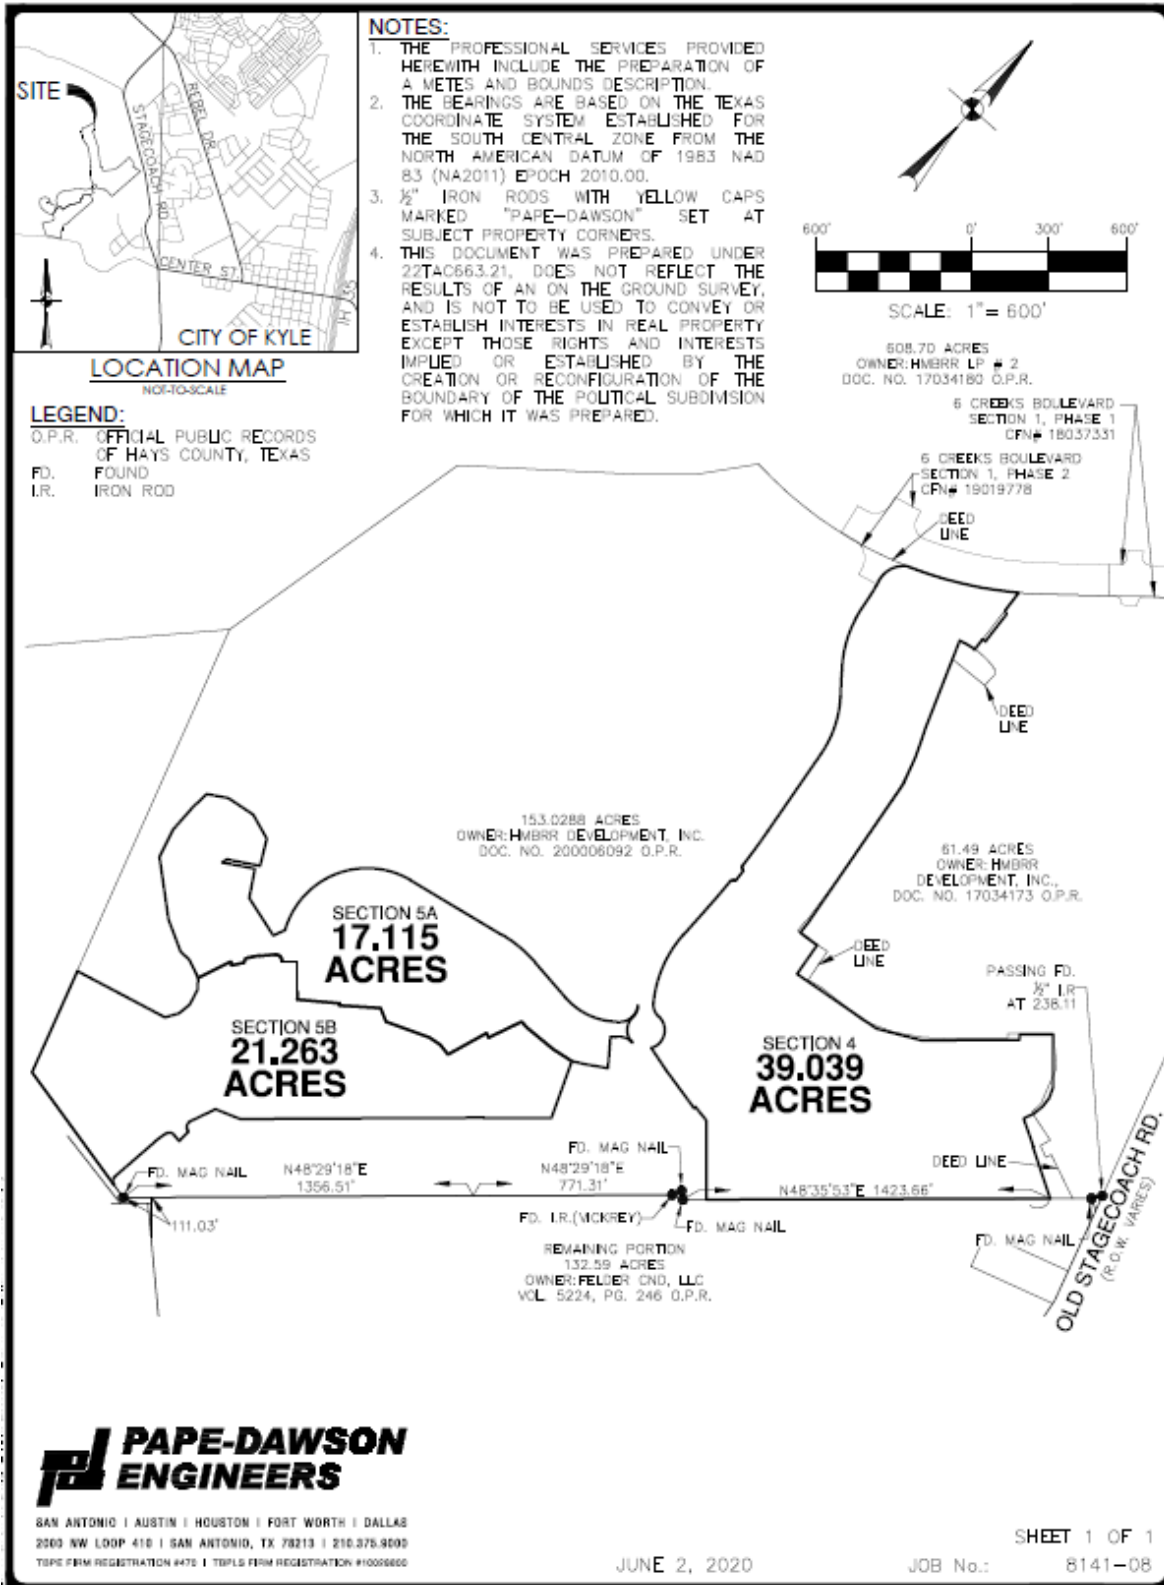 SITE
STAGECOACH RD
REBEL DR.
CENTER ST.
IH 35
CITY OF KYLE
LOCATION MAP
NOT-TO-SCALE
LEGEND:
O.P.R. OFFICIAL PUBLIC RECORDS
OF HAYS COUNTY, TEXAS
FD. FOUND
I.R. IRON ROD
NOTES:
1. THE PROFESSIONAL SERVICES PROVIDED
HEREWITH INCLUDE THE PREPARATION OF
A METES AND BOUNDS DESCRIPTION.
2. THE BEARINGS ARE BASED ON THE TEXAS
COORDINATE SYSTEM ESTABLISHED FOR
THE SOUTH CENTRAL ZONE FROM THE
NORTH AMERICAN DATUM OF 1983 NAD
83 (NA2011) EPOCH 2010.00.
3. ½" IRON RODS WITH YELLOW CAPS
MARKED "PAPE-DAWSON" SET AT
SUBJECT PROPERTY CORNERS.
4. THIS DOCUMENT WAS PREPARED UNDER
22TAC663.21, DOES NOT REFLECT THE
RESULTS OF AN ON THE GROUND SURVEY,
AND IS NOT TO BE USED TO CONVEY OR
ESTABLISH INTERESTS IN REAL PROPERTY
EXCEPT THOSE RIGHTS AND INTERESTS
IMPLIED OR ESTABLISHED BY THE
CREATION OR RECONFIGURATION OF THE
BOUNDARY OF THE POLITICAL SUBDIVISION
FOR WHICH IT WAS PREPARED.
600' 0' 300' 600'
SCALE: 1"= 600'
608.70 ACRES
OWNER: HMBRR LP # 2
DOC. NO. 17034180 O.P.R.
6 CREEKS BOULEVARD
SECTION 1, PHASE 1
CFN# 18037331
6 CREEKS BOULEVARD
SECTION 1, PHASE 2
CFN# 19019778
DEED
LINE
DEED
LINE
153.0288 ACRES
OWNER: HMBRR DEVELOPMENT, INC.
DOC. NO. 200006092 O.P.R.
61.49 ACRES
OWNER: HMBRR
DEVELOPMENT, INC.,
DOC. NO. 17034173 O.P.R.
SECTION 5A
17.115
ACRES
DEED
LINE
PASSING FD.
½" I.R
AT 238.11
SECTION 5B
21.263
ACRES
SECTION 4
39.039
ACRES
FD. MAG NAIL
N48°29'18"E
1356.51'
111.03'
FD. MAG NAIL
N48°29'18"E
771.31'
FD. I.R.(VICKREY)
FD. MAG NAIL
N48°35'53"E 1423.66'
DEED LINE
FD. MAG NAIL
OLD STAGECOACH RD.
(R.O.W. VARIES)
REMAINING PORTION
132.59 ACRES
OWNER: FELDER CND, LLC
VOL. 5224, PG. 246 O.P.R.
PAPE-DAWSON
ENGINEERS
SAN ANTONIO I AUSTIN I HOUSTON I FORT WORTH I DALLAS
2000 NW LOOP 410 I SAN ANTONIO, TX 78213 I 210.375.9000
TBPE FIRM REGISTRATION #470 I TBPLS FIRM REGISTRATION #10028800
JUNE 2, 2020
SHEET 1 OF 1
JOB No.: 8141-08